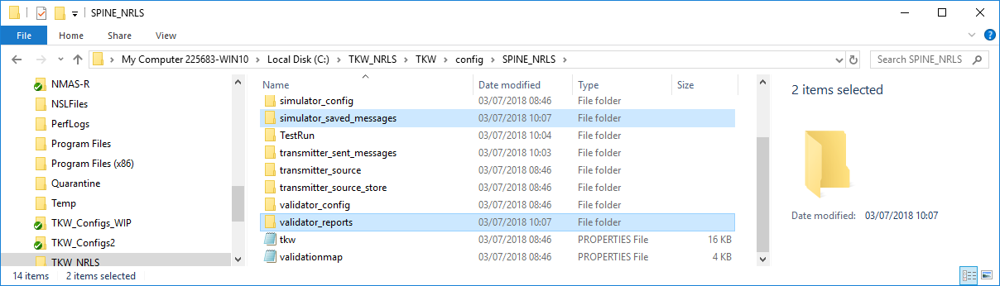 SPINE_NRLS
File Home Share View
My Computer 225683-WIN10 Local Disk (C:) TKW_NRLS TKW config SPINE_NRLS Search SPINE_NRLS
NMAS-R
NSLFiles
PerfLogs
Program Files
Program Files (x86)
Quarantine
Temp
TKW_Configs_WIP
TKW_Configs2
TKW_NRLS
Name Date modified Type Size
simulator_config 03/07/2018 08:46 File folder
simulator_saved_messages 03/07/2018 10:07 File folder
TestRun 03/07/2018 10:04 File folder
transmitter_sent_messages 03/07/2018 10:03 File folder
transmitter_source 03/07/2018 08:46 File folder
transmitter_source_store 03/07/2018 08:46 File folder
validator_config 03/07/2018 08:46 File folder
validator_reports 03/07/2018 10:07 File folder
tkw 03/07/2018 08:46 PROPERTIES File 16 KB
validationmap 03/07/2018 08:46 PROPERTIES File 4 KB
2 items selected
Date modified: 03/07/2018 10:07
14 items 2 items selected